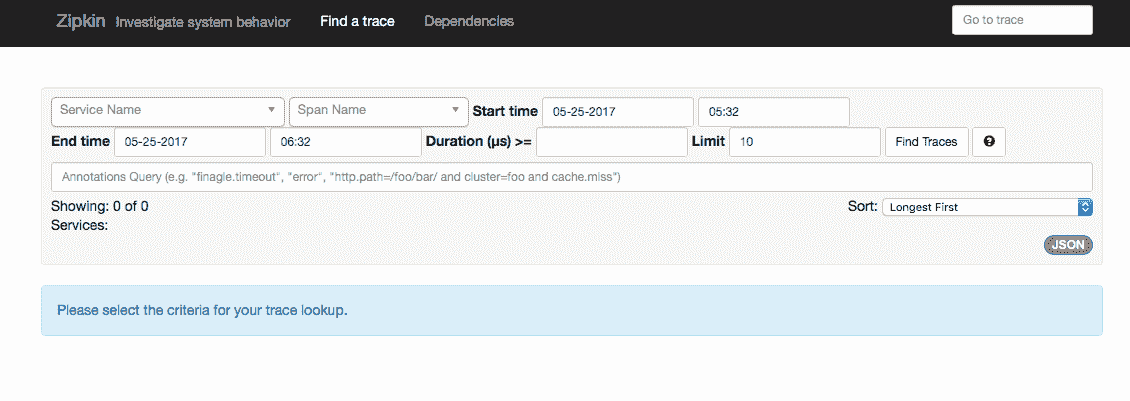 Zipkin Investigate system behavior Find a trace Dependencies Go to trace
Service Name Span Name Start time 05-25-2017 05:32
End time 05-25-2017 06:32 Duration (μs) >= Limit 10 Find Traces ?
Annotations Query (e.g. "finagle.timeout", "error", "http.path=/foo/bar/ and cluster=foo and cache.miss")
Showing: 0 of 0 Sort: Longest First
Services:
JSON
Please select the criteria for your trace lookup.